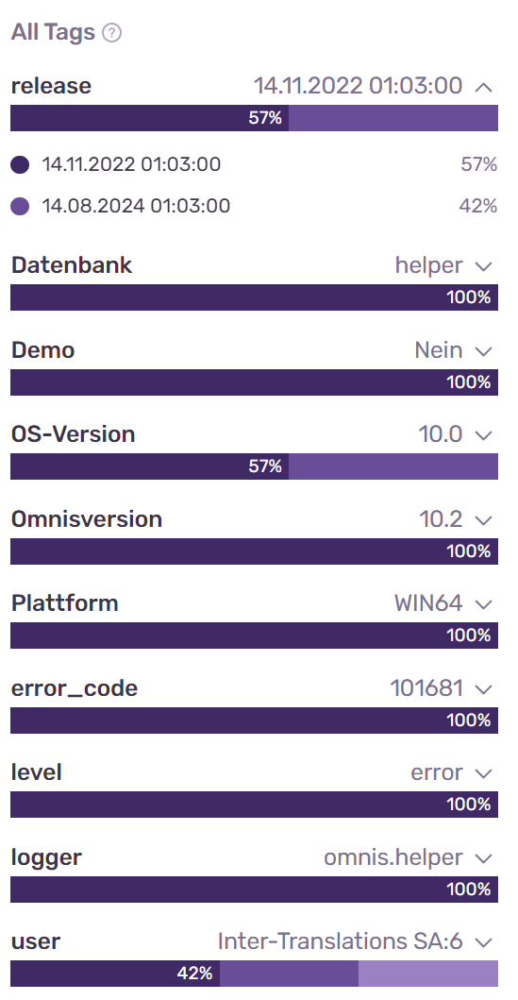 All Tags ?
release 14.11.2022 01:03:00
57%
14.11.2022 01:03:00 57%
14.08.2024 01:03:00 42%
Datenbank helper
100%
Demo Nein
100%
OS-Version 10.0
57%
Omnisversion 10.2
100%
Plattform WIN64
100%
error_code 101681
100%
level error
100%
logger omnis.helper
100%
user Inter-Translations SA:6
42%